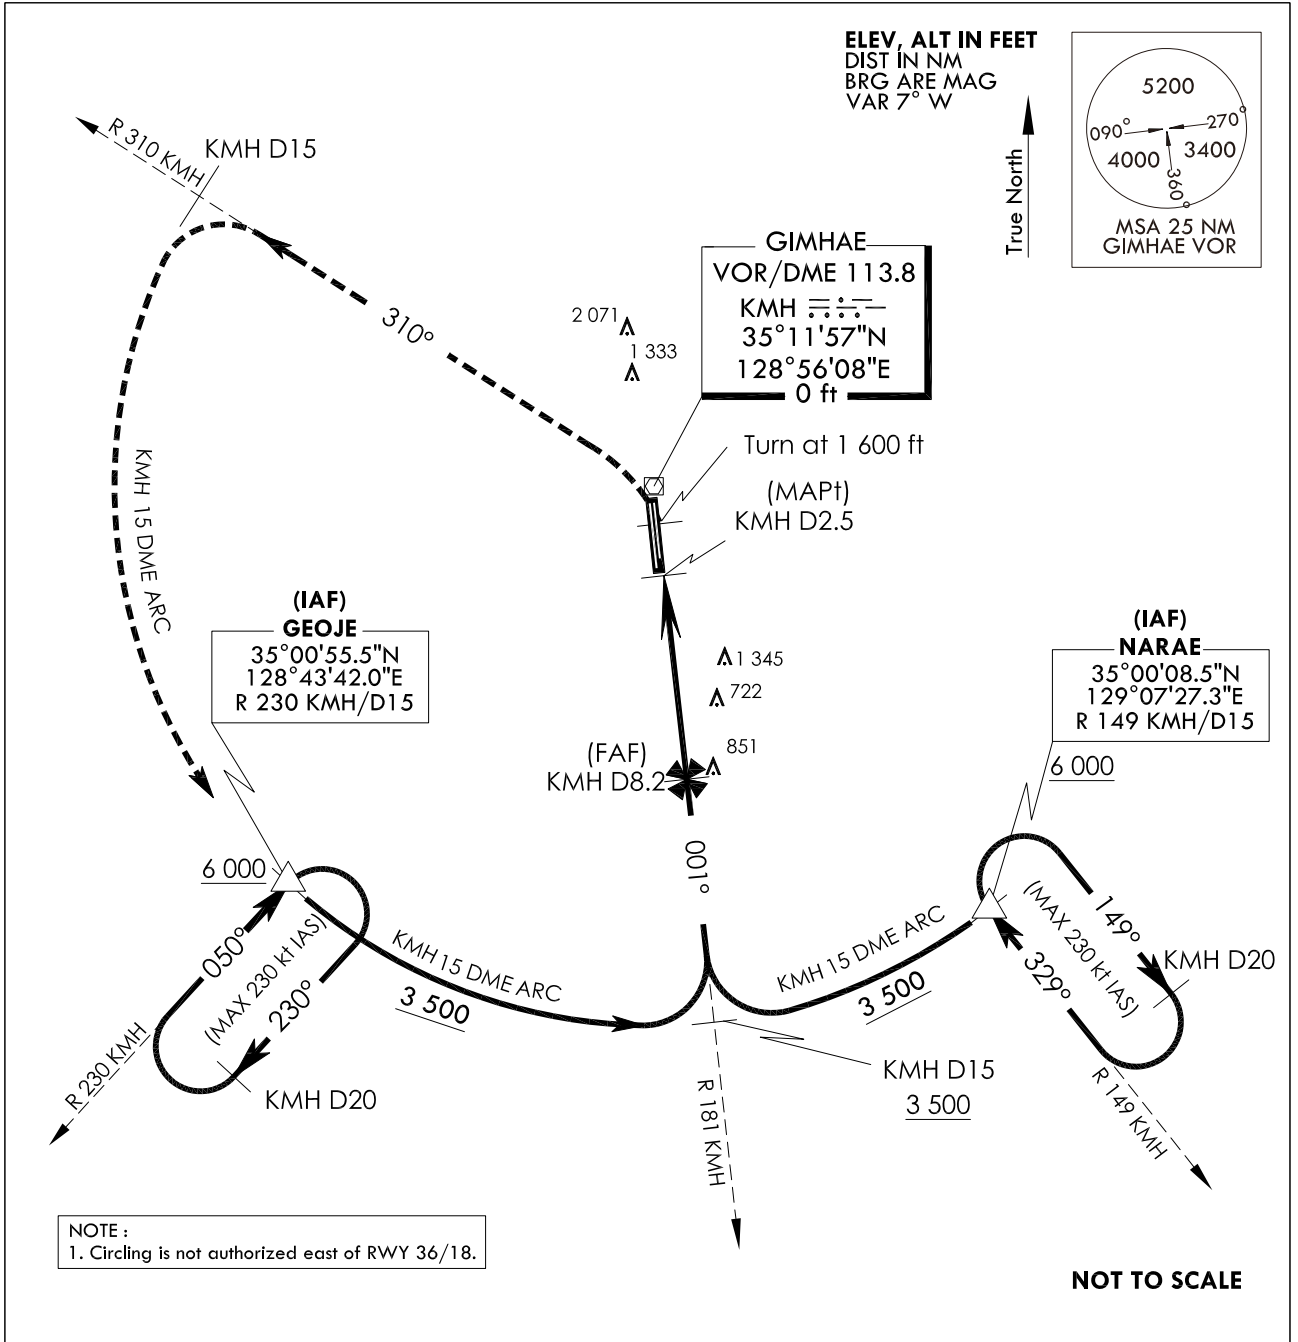 ELEV, ALT IN FEET
DIST IN NM
BRG ARE MAG
VAR 7° W
True North
5200
090°
270°
4000
3400
360°
MSA 25 NM
GIMHAE VOR
R 310 KMH
KMH D15
GIMHAE
VOR/DME 113.8
KMH
35°11'57"N
128°56'08"E
0 ft
2 071
1 333
310°
Turn at 1 600 ft
(MAPt)
KMH D2.5
KMH 15 DME ARC
(IAF)
GEOJE
35°00'55.5"N
128°43'42.0"E
R 230 KMH/D15
(IAF)
NARAE
35°00'08.5"N
129°07'27.3"E
R 149 KMH/D15
1 345
722
851
(FAF)
KMH D8.2
6 000
6 000
001°
050°
(MAX 230 kt IAS)
230°
KMH 15 DME ARC
3 500
KMH 15 DME ARC
3 500
149°
(MAX 230 kt IAS)
329°
KMH D20
R 230 KMH
KMH D20
R 181 KMH
KMH D15
3 500
R 149 KMH
NOTE :
1. Circling is not authorized east of RWY 36/18.
NOT TO SCALE